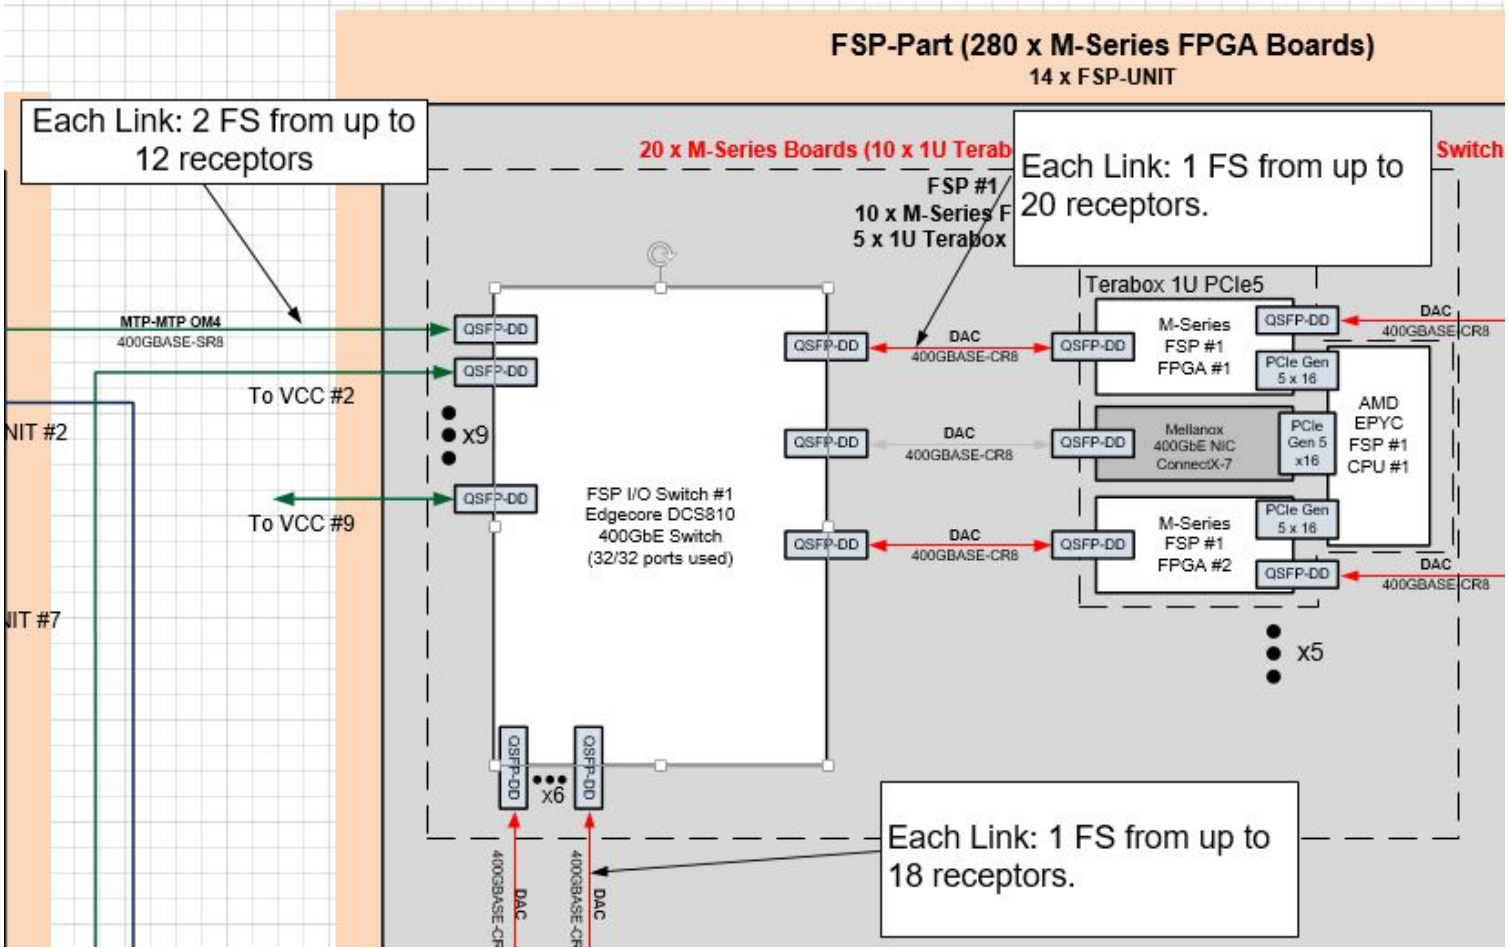 FSP-Part (280 x M-Series FPGA Boards)
14 x FSP-UNIT
Each Link: 2 FS from up to
12 receptors
20 x M-Series Boards (10 x 1U Terab
Switch
Each Link: 1 FS from up to
20 receptors.
FSP #1
10 x M-Series F
5 x 1U Terabox
Terabox 1U PCIe5
MTP-MTP OM4
400GBASE-SR8
QSFP-DD
QSFP-DD
To VCC #2
x9
QSFP-DD
To VCC #9
NIT #2
NIT #7
FSP I/O Switch #1
Edgecore DCS810
400GbE Switch
(32/32 ports used)
QSFP-DD
DAC
400GBASE-CR8
QSFP-DD
M-Series
FSP #1
FPGA #1
QSFP-DD
DAC
400GBASE-CR8
PCIe Gen
5 x 16
QSFP-DD
DAC
400GBASE-CR8
QSFP-DD
Mellanox
400GbE NIC
ConnectX-7
PCIe
Gen 5
x16
AMD
EPYC
FSP #1
CPU #1
QSFP-DD
DAC
400GBASE-CR8
QSFP-DD
M-Series
FSP #1
FPGA #2
PCIe Gen
5 x 16
QSFP-DD
DAC
400GBASE-CR8
x5
QSFP-DD
x6
QSFP-DD
400GBASE-CR
DAC
400GBASE-CR
DAC
Each Link: 1 FS from up to
18 receptors.